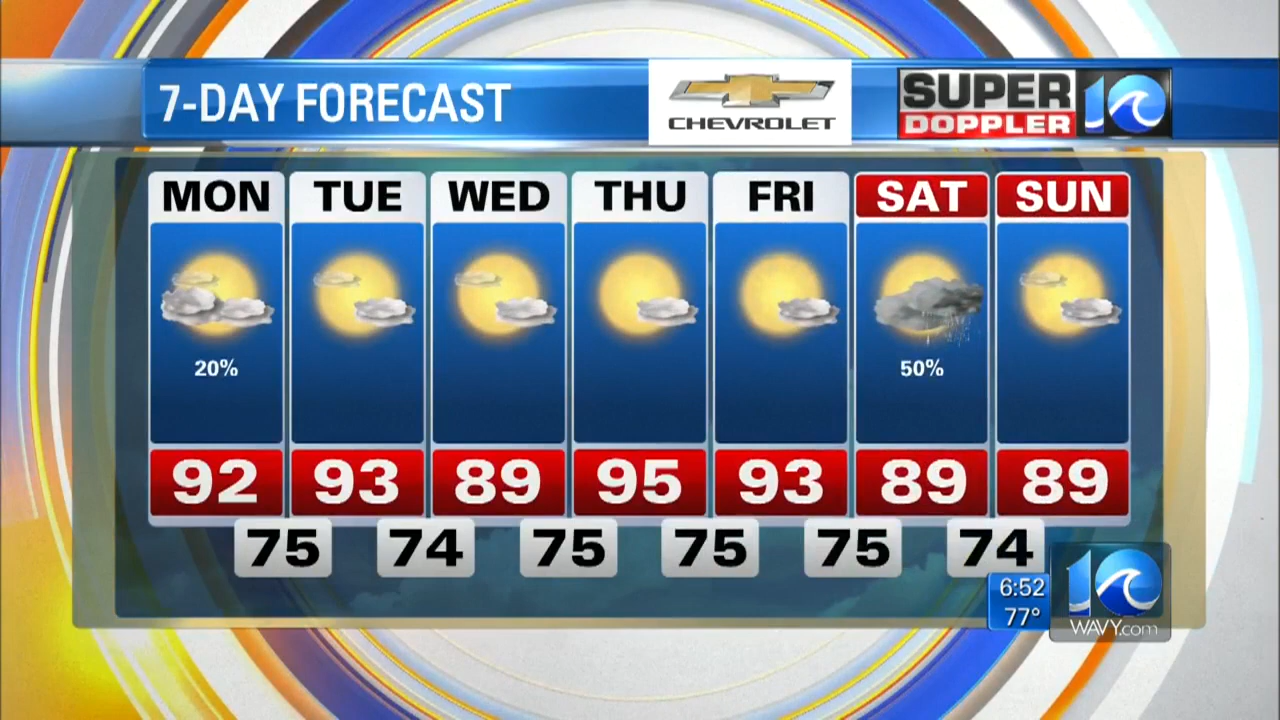 7-DAY FORECAST
CHEVROLET
SUPER
DOPPLER
10
MON TUE WED THU FRI SAT SUN
20% 50%
92 93 89 95 93 89 89
75 74 75 75 75 74
6:52
77°
10
WAVY.com